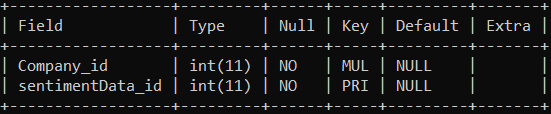 +------------------+---------+------+-----+---------+-------+
| Field            | Type    | Null | Key | Default | Extra |
+------------------+---------+------+-----+---------+-------+
| Company_id       | int(11) | NO   | MUL | NULL    |       |
| sentimentData_id | int(11) | NO   | PRI | NULL    |       |
+------------------+---------+------+-----+---------+-------+